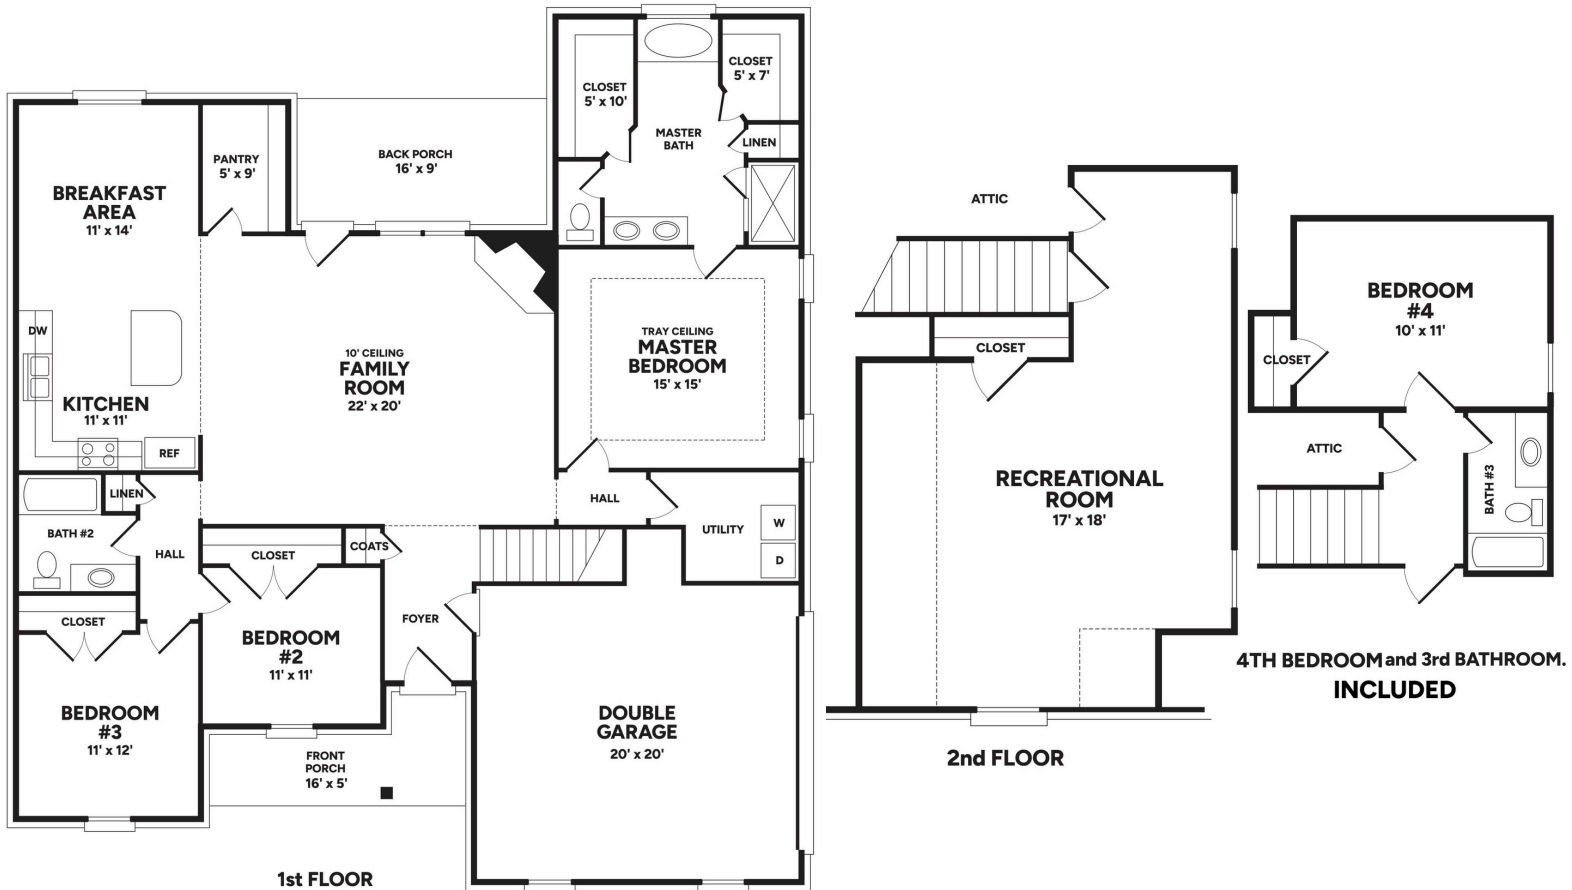 CLOSET
5' x 10'
CLOSET
5' x 7'
MASTER
BATH
LINEN
PANTRY
5' x 9'
BACK PORCH
16' x 9'
BREAKFAST
AREA
11' x 14'
DW
KITCHEN
11' x 11'
REF
10' CEILING
FAMILY
ROOM
22' x 20'
TRAY CEILING
MASTER
BEDROOM
15' x 15'
LINEN
BATH #2
HALL
CLOSET
COATS
HALL
UTILITY
W
D
CLOSET
FOYER
BEDROOM
#2
11' x 11'
BEDROOM
#3
11' x 12'
FRONT
PORCH
16' x 5'
DOUBLE
GARAGE
20' x 20'
1st FLOOR
ATTIC
CLOSET
RECREATIONAL
ROOM
17' x 18'
2nd FLOOR
BEDROOM
#4
10' x 11'
CLOSET
ATTIC
BATH #3
4TH BEDROOM and 3rd BATHROOM.
INCLUDED